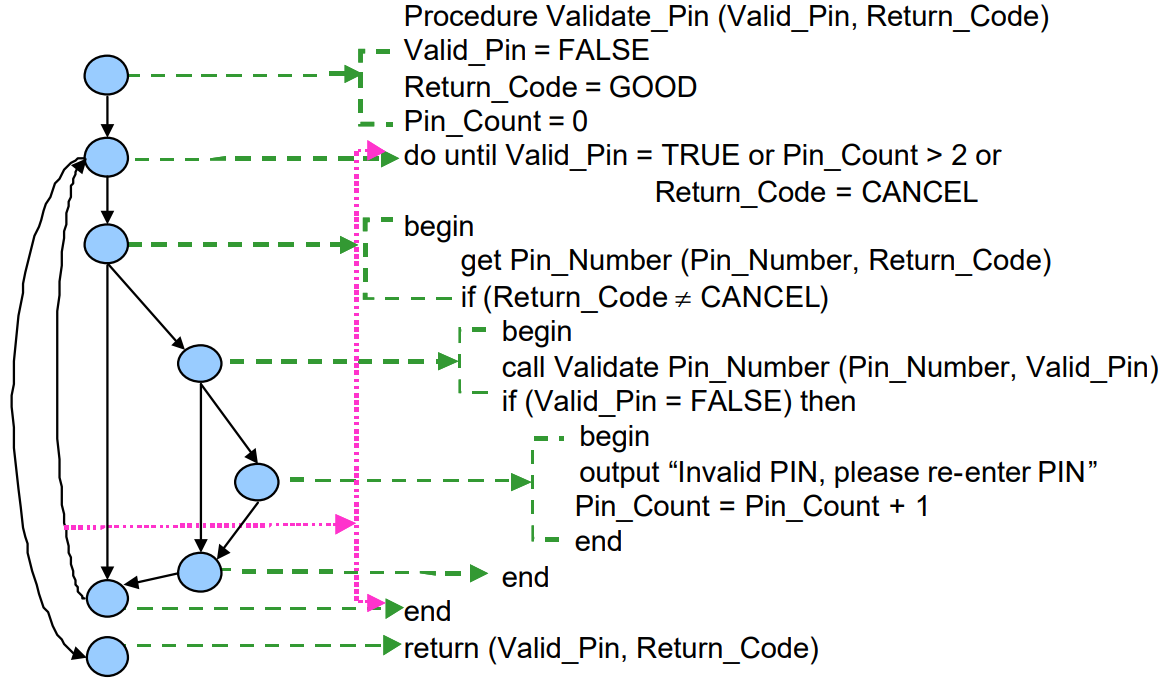 Procedure Validate_Pin (Valid_Pin, Return_Code)
Valid_Pin = FALSE
Return_Code = GOOD
Pin_Count = 0
do until Valid_Pin = TRUE or Pin_Count > 2 or
Return_Code = CANCEL
begin
get Pin_Number (Pin_Number, Return_Code)
if (Return_Code ≠ CANCEL)
begin
call Validate Pin_Number (Pin_Number, Valid_Pin)
if (Valid_Pin = FALSE) then
begin
output “Invalid PIN, please re-enter PIN”
Pin_Count = Pin_Count + 1
end
end
end
return (Valid_Pin, Return_Code)